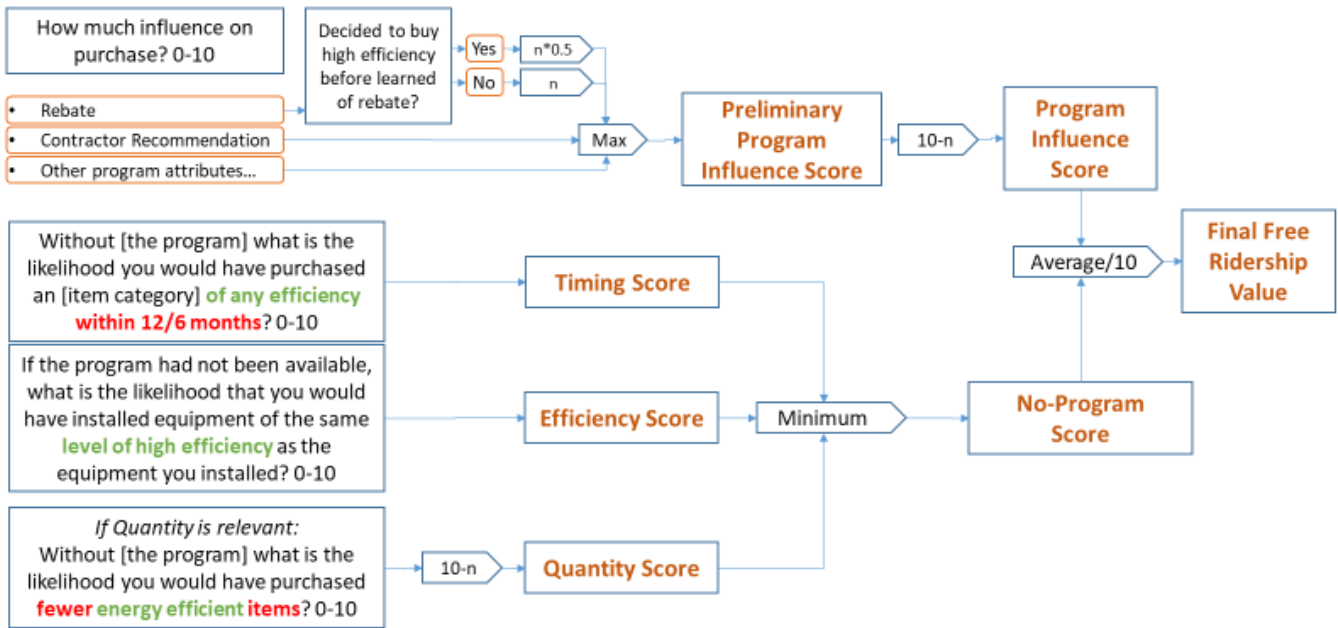 How much influence on
purchase? 0-10
Decided to buy
high efficiency
before learned
of rebate?
Yes
n*0.5
No
n
• Rebate
• Contractor Recommendation
• Other program attributes...
Max
Preliminary
Program
Influence Score
10-n
Program
Influence
Score
Without [the program] what is the
likelihood you would have purchased
an [item category] of any efficiency
within 12/6 months? 0-10
Timing Score
Average/10
Final Free
Ridership
Value
If the program had not been available,
what is the likelihood that you would
have installed equipment of the same
level of high efficiency as the
equipment you installed? 0-10
Efficiency Score
Minimum
No-Program
Score
If Quantity is relevant:
Without [the program] what is the
likelihood you would have purchased
fewer energy efficient items? 0-10
10-n
Quantity Score